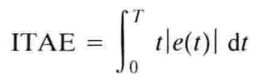 ITAE = ∫₀ᵀ t|e(t)| dt